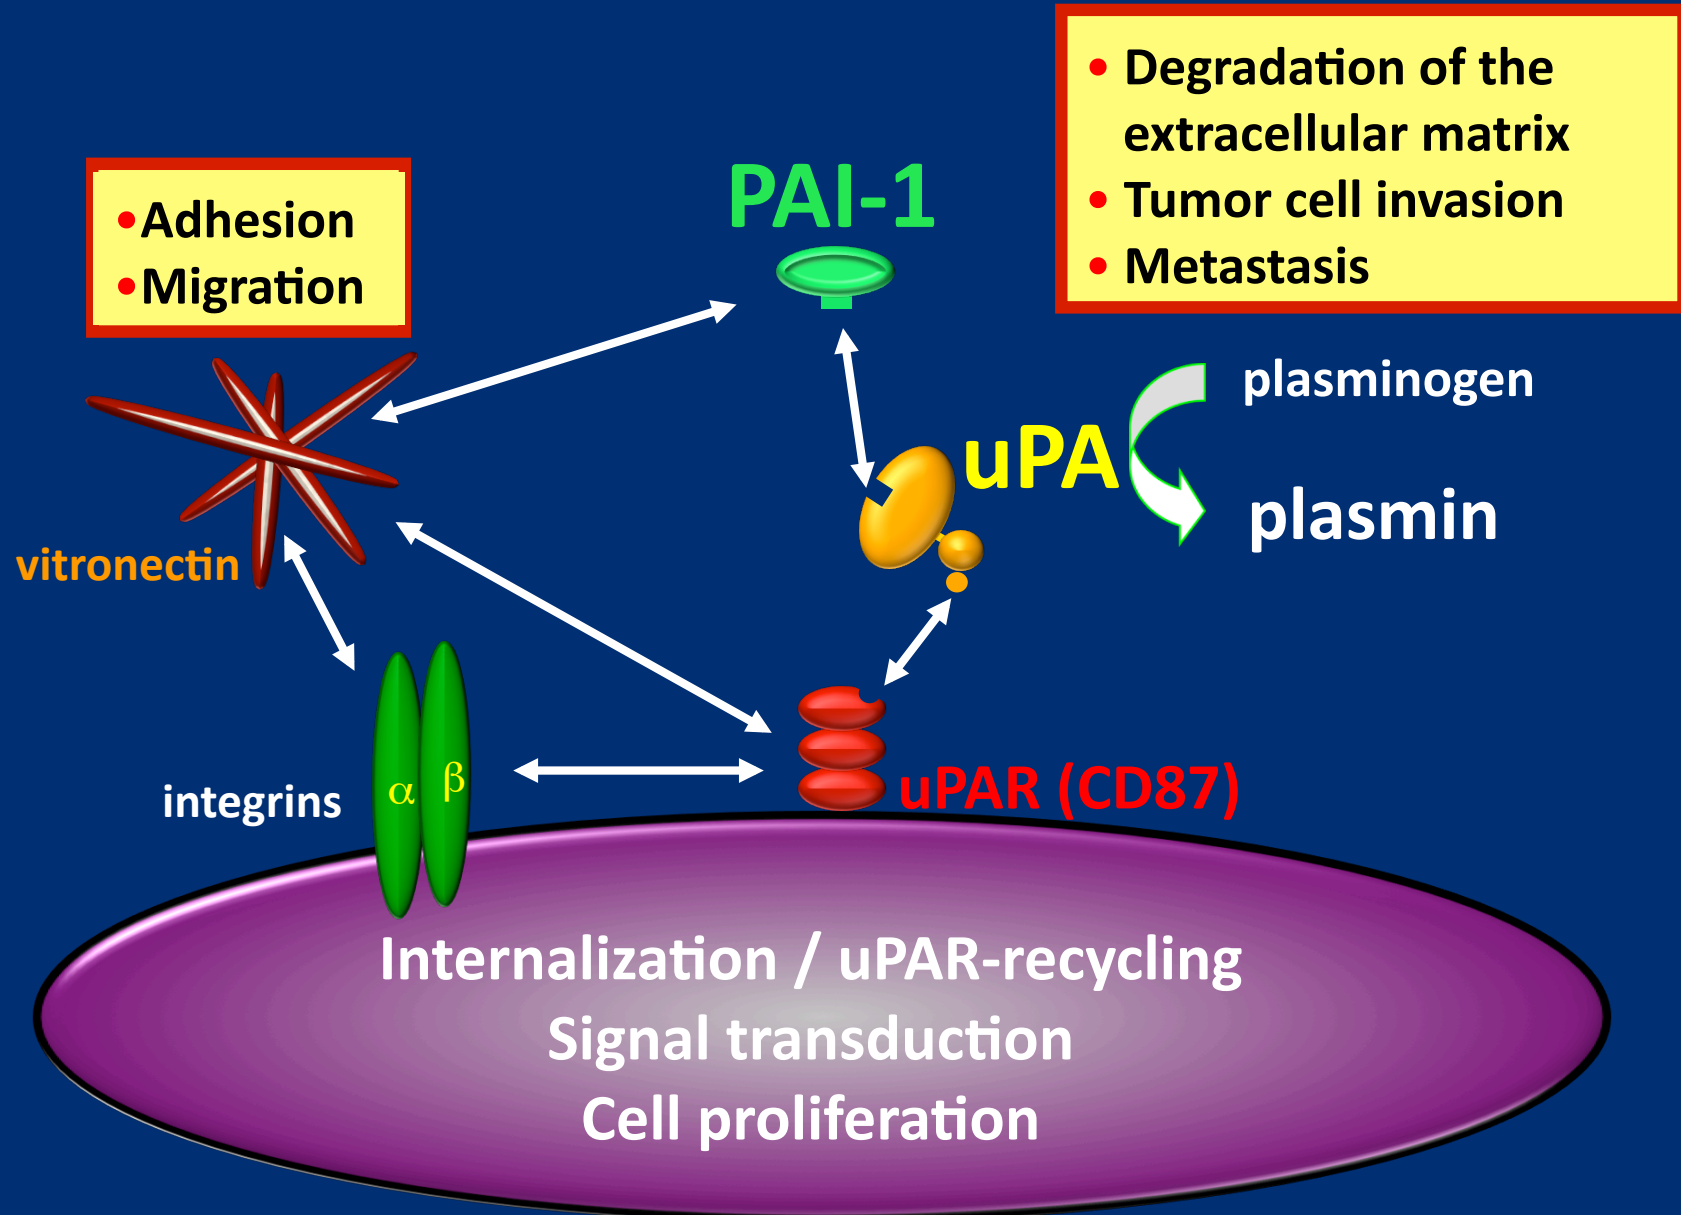 • Degradation of the
extracellular matrix
• Tumor cell invasion
• Metastasis
•Adhesion
•Migration
PAI-1
plasminogen
uPA
plasmin
vitronectin
integrins
α
β
uPAR (CD87)
Internalization / uPAR-recycling
Signal transduction
Cell proliferation